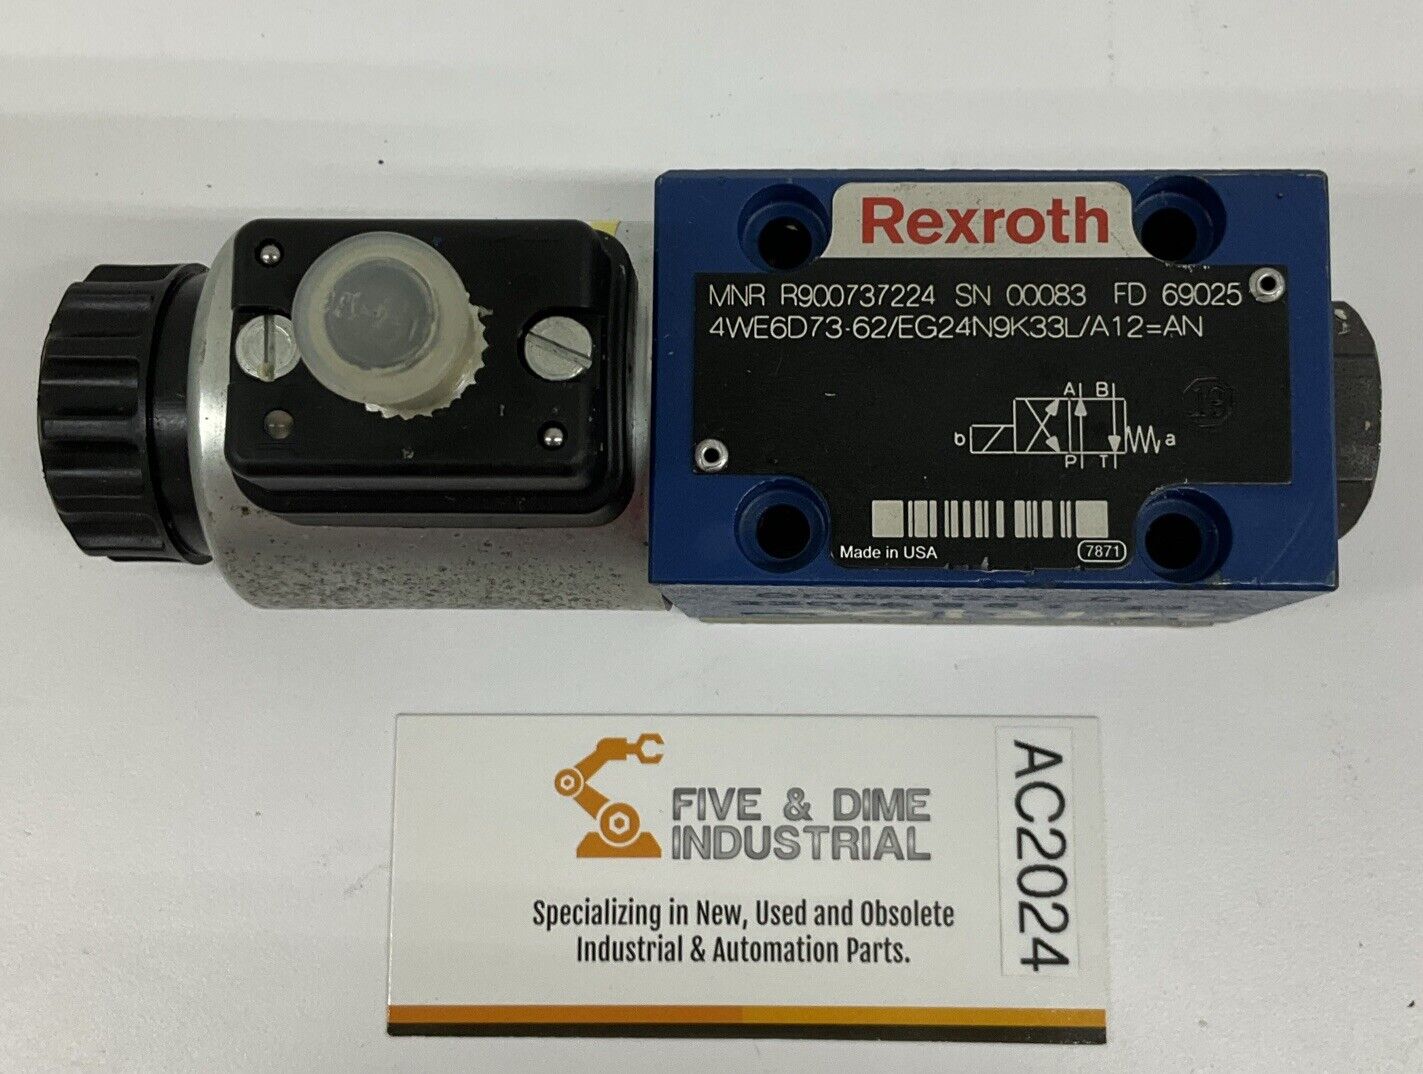 Rexroth
MNR R900737224 SN 00083 FD 69025
4WE6D73-62/EG24N9K33L/A12=AN
A B
b a
P T
19
Made in USA 7871
FIVE & DIME
INDUSTRIAL
Specializing in New, Used and Obsolete
Industrial & Automation Parts.
AC2024